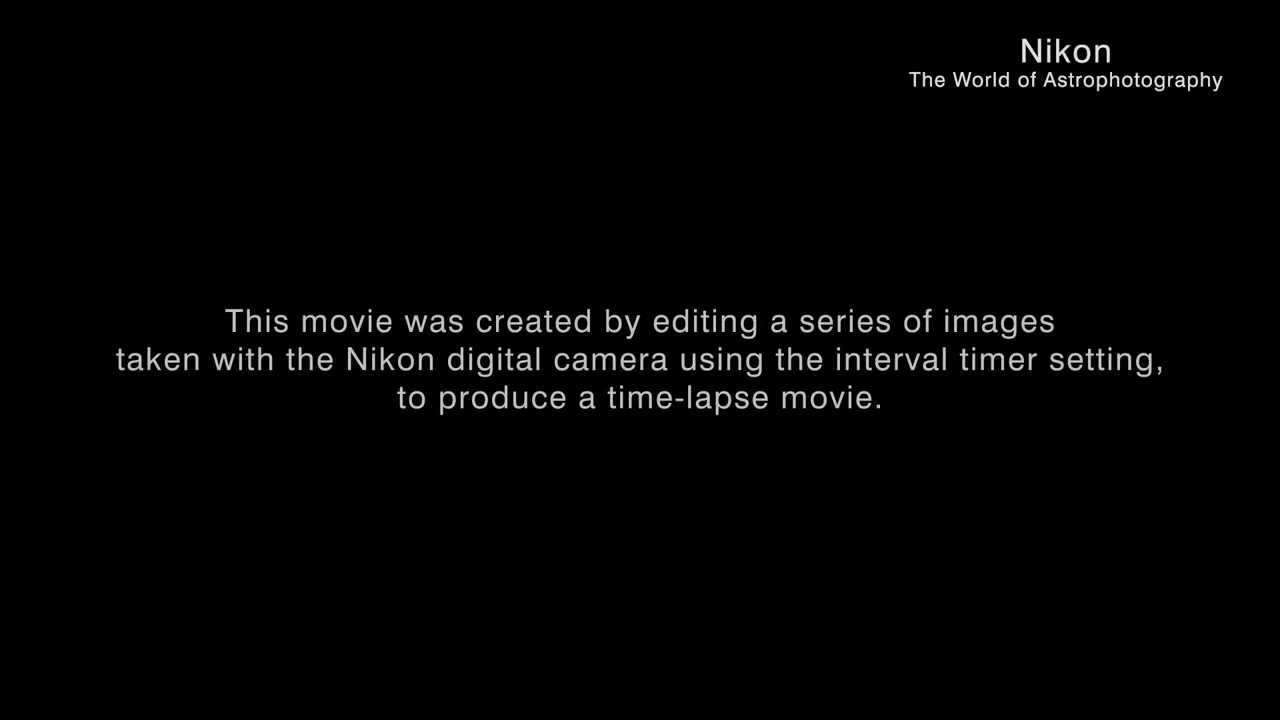 Nikon
The World of Astrophotography
This movie was created by editing a series of images
taken with the Nikon digital camera using the interval timer setting,
to produce a time-lapse movie.